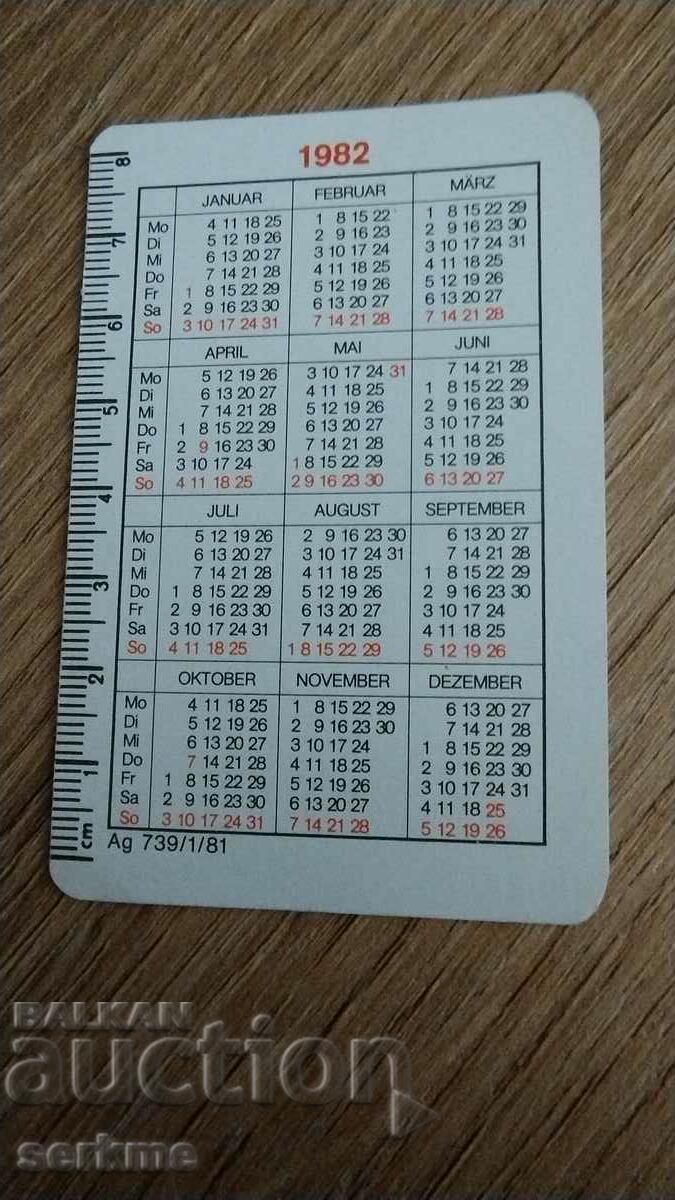 1982
JANUAR FEBRUAR MÄRZ
Mo 4 11 18 25 1 8 15 22 1 8 15 22 29
Di 5 12 19 26 2 9 16 23 2 9 16 23 30
Mi 6 13 20 27 3 10 17 24 3 10 17 24 31
Do 7 14 21 28 4 11 18 25 4 11 18 25
Fr 1 8 15 22 29 5 12 19 26 5 12 19 26
Sa 2 9 16 23 30 6 13 20 27 6 13 20 27
So 3 10 17 24 31 7 14 21 28 7 14 21 28
APRIL MAI JUNI
Mo 5 12 19 26 3 10 17 24 31 7 14 21 28
Di 6 13 20 27 4 11 18 25 1 8 15 22 29
Mi 7 14 21 28 5 12 19 26 2 9 16 23 30
Do 1 8 15 22 29 6 13 20 27 3 10 17 24
Fr 2 9 16 23 30 7 14 21 28 4 11 18 25
Sa 3 10 17 24 1 8 15 22 29 5 12 19 26
So 4 11 18 25 2 9 16 23 30 6 13 20 27
JULI AUGUST SEPTEMBER
Mo 5 12 19 26 2 9 16 23 30 6 13 20 27
Di 6 13 20 27 3 10 17 24 31 7 14 21 28
Mi 7 14 21 28 4 11 18 25 1 8 15 22 29
Do 1 8 15 22 29 5 12 19 26 2 9 16 23 30
Fr 2 9 16 23 30 6 13 20 27 3 10 17 24
Sa 3 10 17 24 31 7 14 21 28 4 11 18 25
So 4 11 18 25 1 8 15 22 29 5 12 19 26
OKTOBER NOVEMBER DEZEMBER
Mo 4 11 18 25 1 8 15 22 29 6 13 20 27
Di 5 12 19 26 2 9 16 23 30 7 14 21 28
Mi 6 13 20 27 3 10 17 24 1 8 15 22 29
Do 7 14 21 28 4 11 18 25 2 9 16 23 30
Fr 1 8 15 22 29 5 12 19 26 3 10 17 24 31
Sa 2 9 16 23 30 6 13 20 27 4 11 18 25
So 3 10 17 24 31 7 14 21 28 5 12 19 26
Ag 739/1/81
cm 1 2 3 4 5 6 7 8
BALKAN
auction
serkme